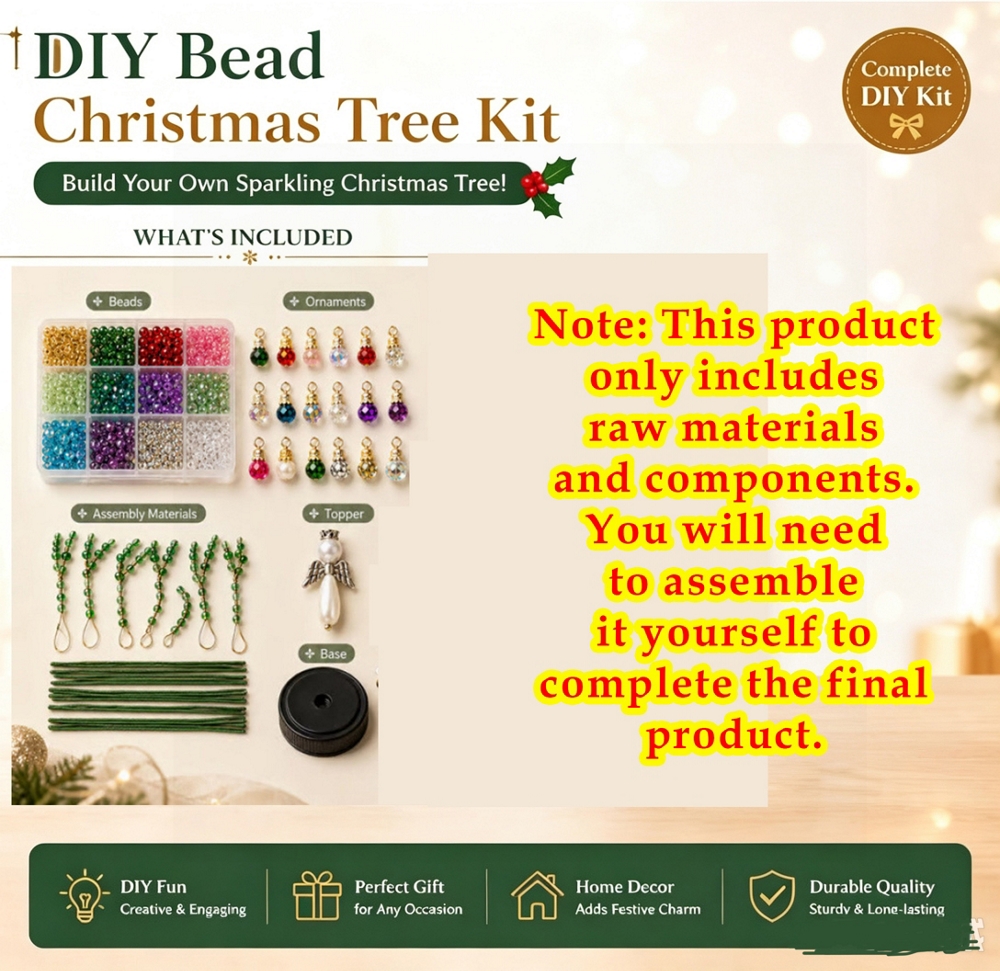 DIY Bead
Christmas Tree Kit
Complete
DIY Kit
Build Your Own Sparkling Christmas Tree!
WHAT'S INCLUDED
Beads
Ornaments
Assembly Materials
Topper
Base
Note: This product
only includes
raw materials
and components.
You will need
to assemble
it yourself to
complete the final
product.
DIY Fun
Creative & Engaging
Perfect Gift
for Any Occasion
Home Decor
Adds Festive Charm
Durable Quality
Sturdy & Long-lasting